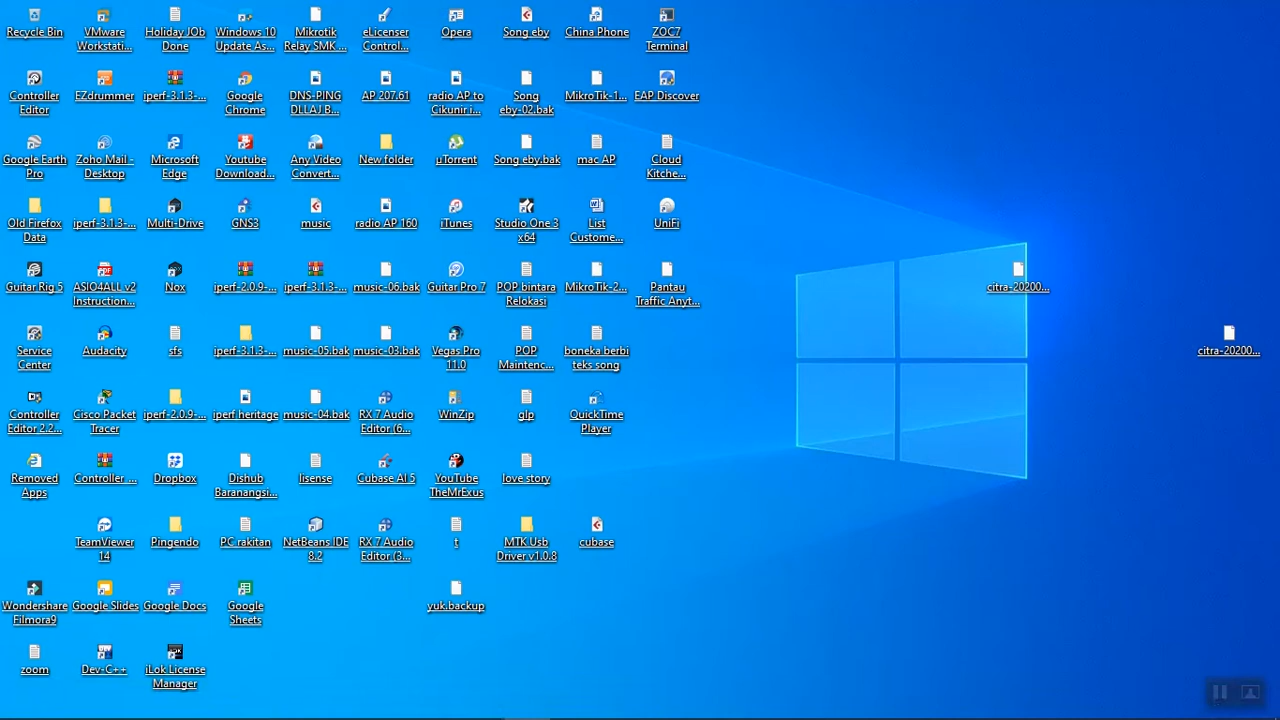 Recycle Bin
VMware
Workstati...
Holiday JOb
Done
Windows 10
Update As...
Mikrotik
Relay SMK ...
eLicenser
Control...
Opera
Song eby
China Phone
ZOC7
Terminal
Controller
Editor
EZdrummer
iperf-3.1.3-...
Google
Chrome
DNS-PING
DLLAJ B...
AP 207.61
radio AP to
Cikunir.i...
Song
eby-02.bak
MikroTik-1...
EAP Discover
Google Earth
Pro
Zoho Mail -
Desktop
Microsoft
Edge
Youtube
Download...
Any Video
Convert...
New folder
µTorrent
Song eby.bak
mac AP
Cloud
Kitche...
Old Firefox
Data
iperf-3.1.3-...
Multi-Drive
GNS3
music
radio AP 160
iTunes
Studio One 3
x64
List
Custome...
UniFi
Guitar Rig 5
ASIO4ALL v2
Instruction...
Nox
iperf-2.0.9-...
iperf-3.1.3-...
music-06.bak
Guitar Pro 7
POP bintara
Relokasi
MikroTik-2...
Pantau
Traffic Anyt...
citra-20200...
Service
Center
Audacity
sfs
iperf-3.1.3-...
music-05.bak
music-03.bak
Vegas Pro
11.0
POP
Maintenc...
boneka berbi
teks song
citra-20200...
Controller
Editor 2.2...
Cisco Packet
Tracer
iperf-2.0.9-...
iperf heritage
music-04.bak
RX 7 Audio
Editor (6...
WinZip
glp
QuickTime
Player
Removed
Apps
Controller_...
Dropbox
Dishub
Baranangsi...
lisense
Cubase AI 5
YouTube
TheMrExus
love story
TeamViewer
14
Pingendo
PC rakitan
NetBeans IDE
8.2
RX 7 Audio
Editor (3...
t
MTK Usb
Driver v1.0.8
cubase
Wondershare
Filmora9
Google Slides
Google Docs
Google
Sheets
yuk.backup
zoom
Dev-C++
iLok License
Manager